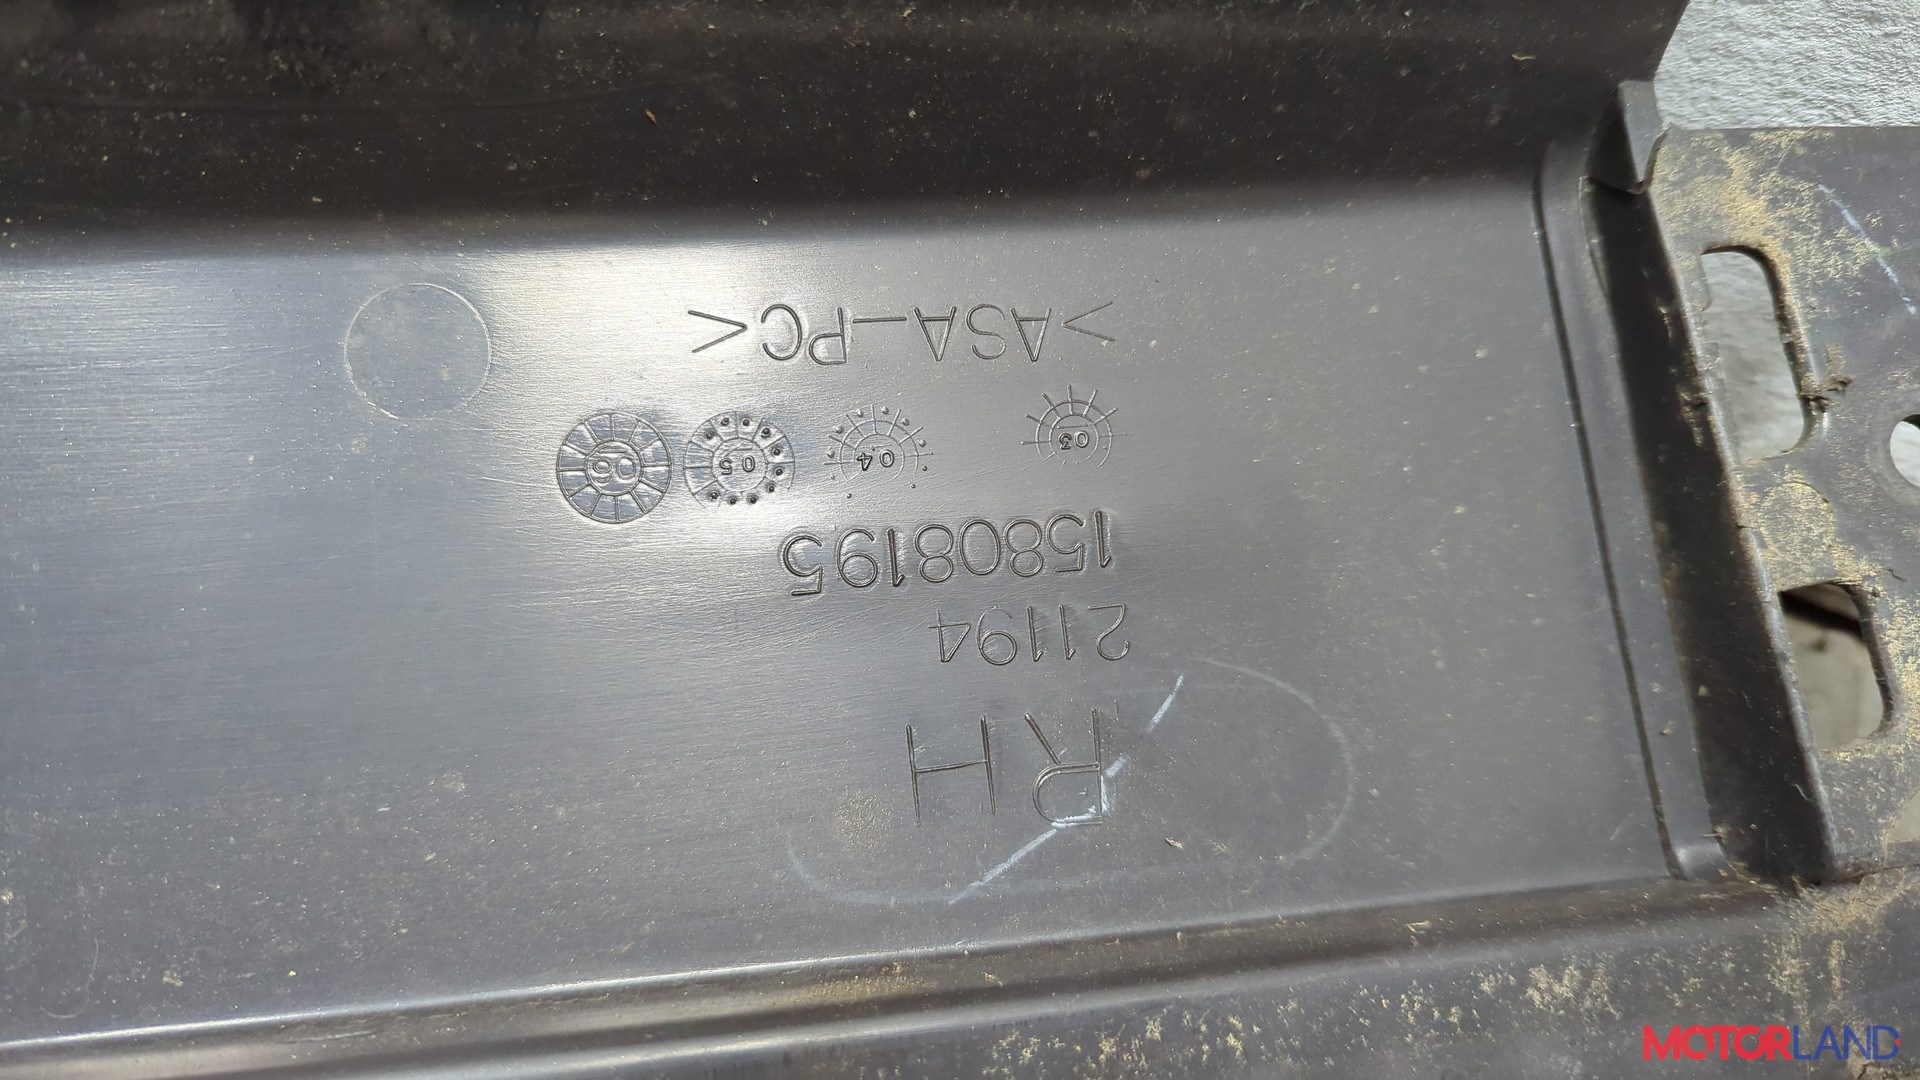 RH
21194
15808195
03 04 05 06
>ASA-PC<
MOTORLAND